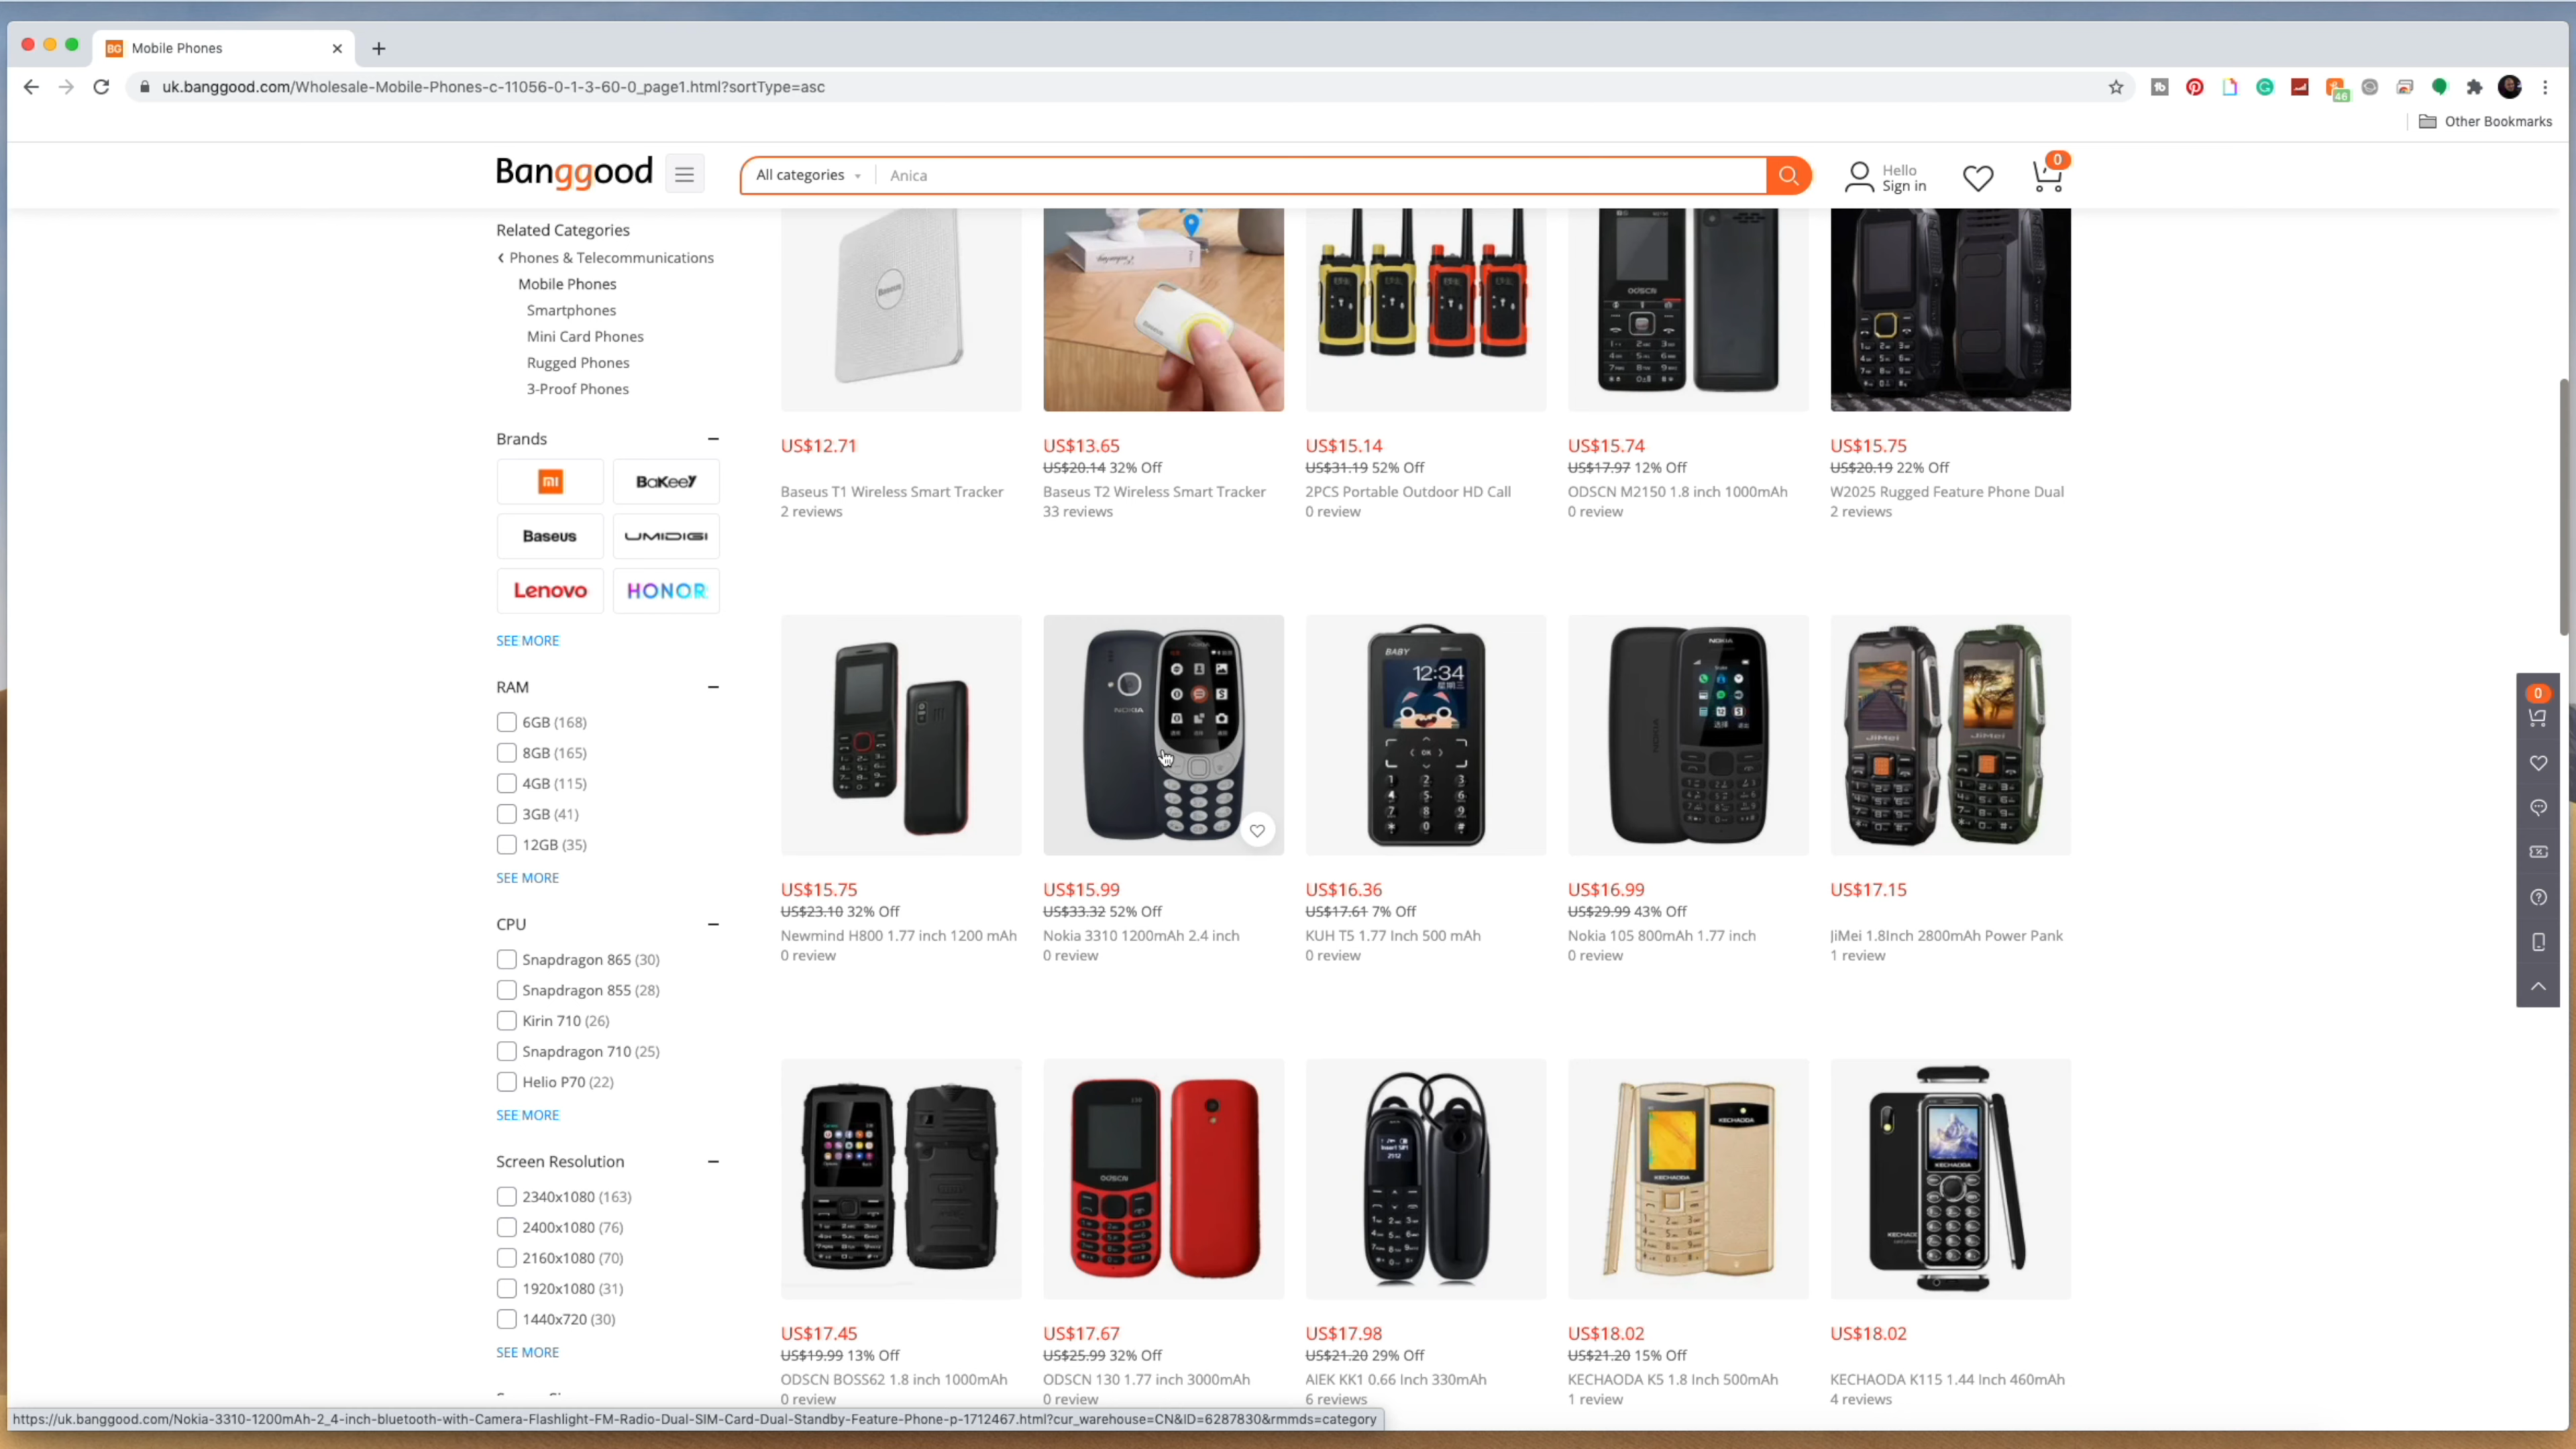 BG Mobile Phones
uk.banggood.com/Wholesale-Mobile-Phones-c-11056-0-1-3-60-0_page1.html?sortType=asc
46
Other Bookmarks
Banggood
All categories
Anica
Hello
Sign in
0
Related Categories
Phones & Telecommunications
Mobile Phones
Smartphones
Mini Card Phones
Rugged Phones
3-Proof Phones
Brands
BaKeeY
Baseus
UMIDIGI
Lenovo
HONOR
SEE MORE
RAM
6GB (168)
8GB (165)
4GB (115)
3GB (41)
12GB (35)
SEE MORE
CPU
Snapdragon 865 (30)
Snapdragon 855 (28)
Kirin 710 (26)
Snapdragon 710 (25)
Helio P70 (22)
SEE MORE
Screen Resolution
2340x1080 (163)
2400x1080 (76)
2160x1080 (70)
1920x1080 (31)
1440x720 (30)
SEE MORE
Baseus
ODSCN
US$12.71
Baseus T1 Wireless Smart Tracker
2 reviews
US$13.65
US$20.14 32% Off
Baseus T2 Wireless Smart Tracker
33 reviews
US$15.14
US$31.19 52% Off
2PCS Portable Outdoor HD Call
0 review
US$15.74
US$17.97 12% Off
ODSCN M2150 1.8 inch 1000mAh
0 review
US$15.75
US$20.19 22% Off
W2025 Rugged Feature Phone Dual
2 reviews
NOKIA
BABY
12:34
OK
NOKIA
JiMei
JiMei
US$15.75
US$23.10 32% Off
Newmind H800 1.77 inch 1200 mAh
0 review
US$15.99
US$33.32 52% Off
Nokia 3310 1200mAh 2.4 inch
0 review
US$16.36
US$17.61 7% Off
KUH T5 1.77 Inch 500 mAh
0 review
US$16.99
US$29.99 43% Off
Nokia 105 800mAh 1.77 inch
0 review
US$17.15
JiMei 1.8Inch 2800mAh Power Pank
1 review
0
ODSCN
KECHAODA
KECHAODA
KECHAODA
US$17.45
US$19.99 13% Off
ODSCN BOSS62 1.8 inch 1000mAh
0 review
US$17.67
US$25.99 32% Off
ODSCN 130 1.77 inch 3000mAh
0 review
US$17.98
US$21.20 29% Off
AIEK KK1 0.66 Inch 330mAh
6 reviews
US$18.02
US$21.20 15% Off
KECHAODA K5 1.8 Inch 500mAh
1 review
US$18.02
KECHAODA K115 1.44 Inch 460mAh
4 reviews
https://uk.banggood.com/Nokia-3310-1200mAh-2_4-inch-bluetooth-with-Camera-Flashlight-FM-Radio-Dual-SIM-Card-Dual-Standby-Feature-Phone-p-1712467.html?cur_warehouse=CN&ID=6287830&rmmds=category